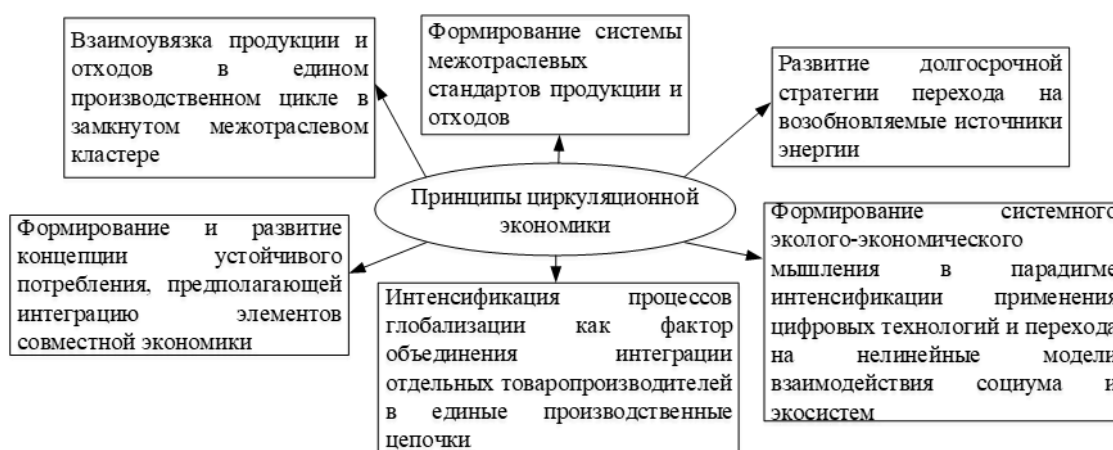 Взаимоувязка продукции и
отходов в едином
производственном цикле в
замкнутом межотраслевом
кластере
Формирование системы
межотраслевых
стандартов продукции и
отходов
Развитие долгосрочной
стратегии перехода на
возобновляемые источники
энергии
Принципы циркуляционной
экономики
Формирование и развитие
концепции устойчивого
потребления, предполагающей
интеграцию элементов
совместной экономики
Интенсификация процессов
глобализации как фактор
объединения интеграции
отдельных товаропроизводителей
в единые производственные
цепочки
Формирование системного
эколого-экономического
мышления в парадигме
интенсификации применения
цифровых технологий и перехода
на нелинейные модели
взаимодействия социума и
экосистем